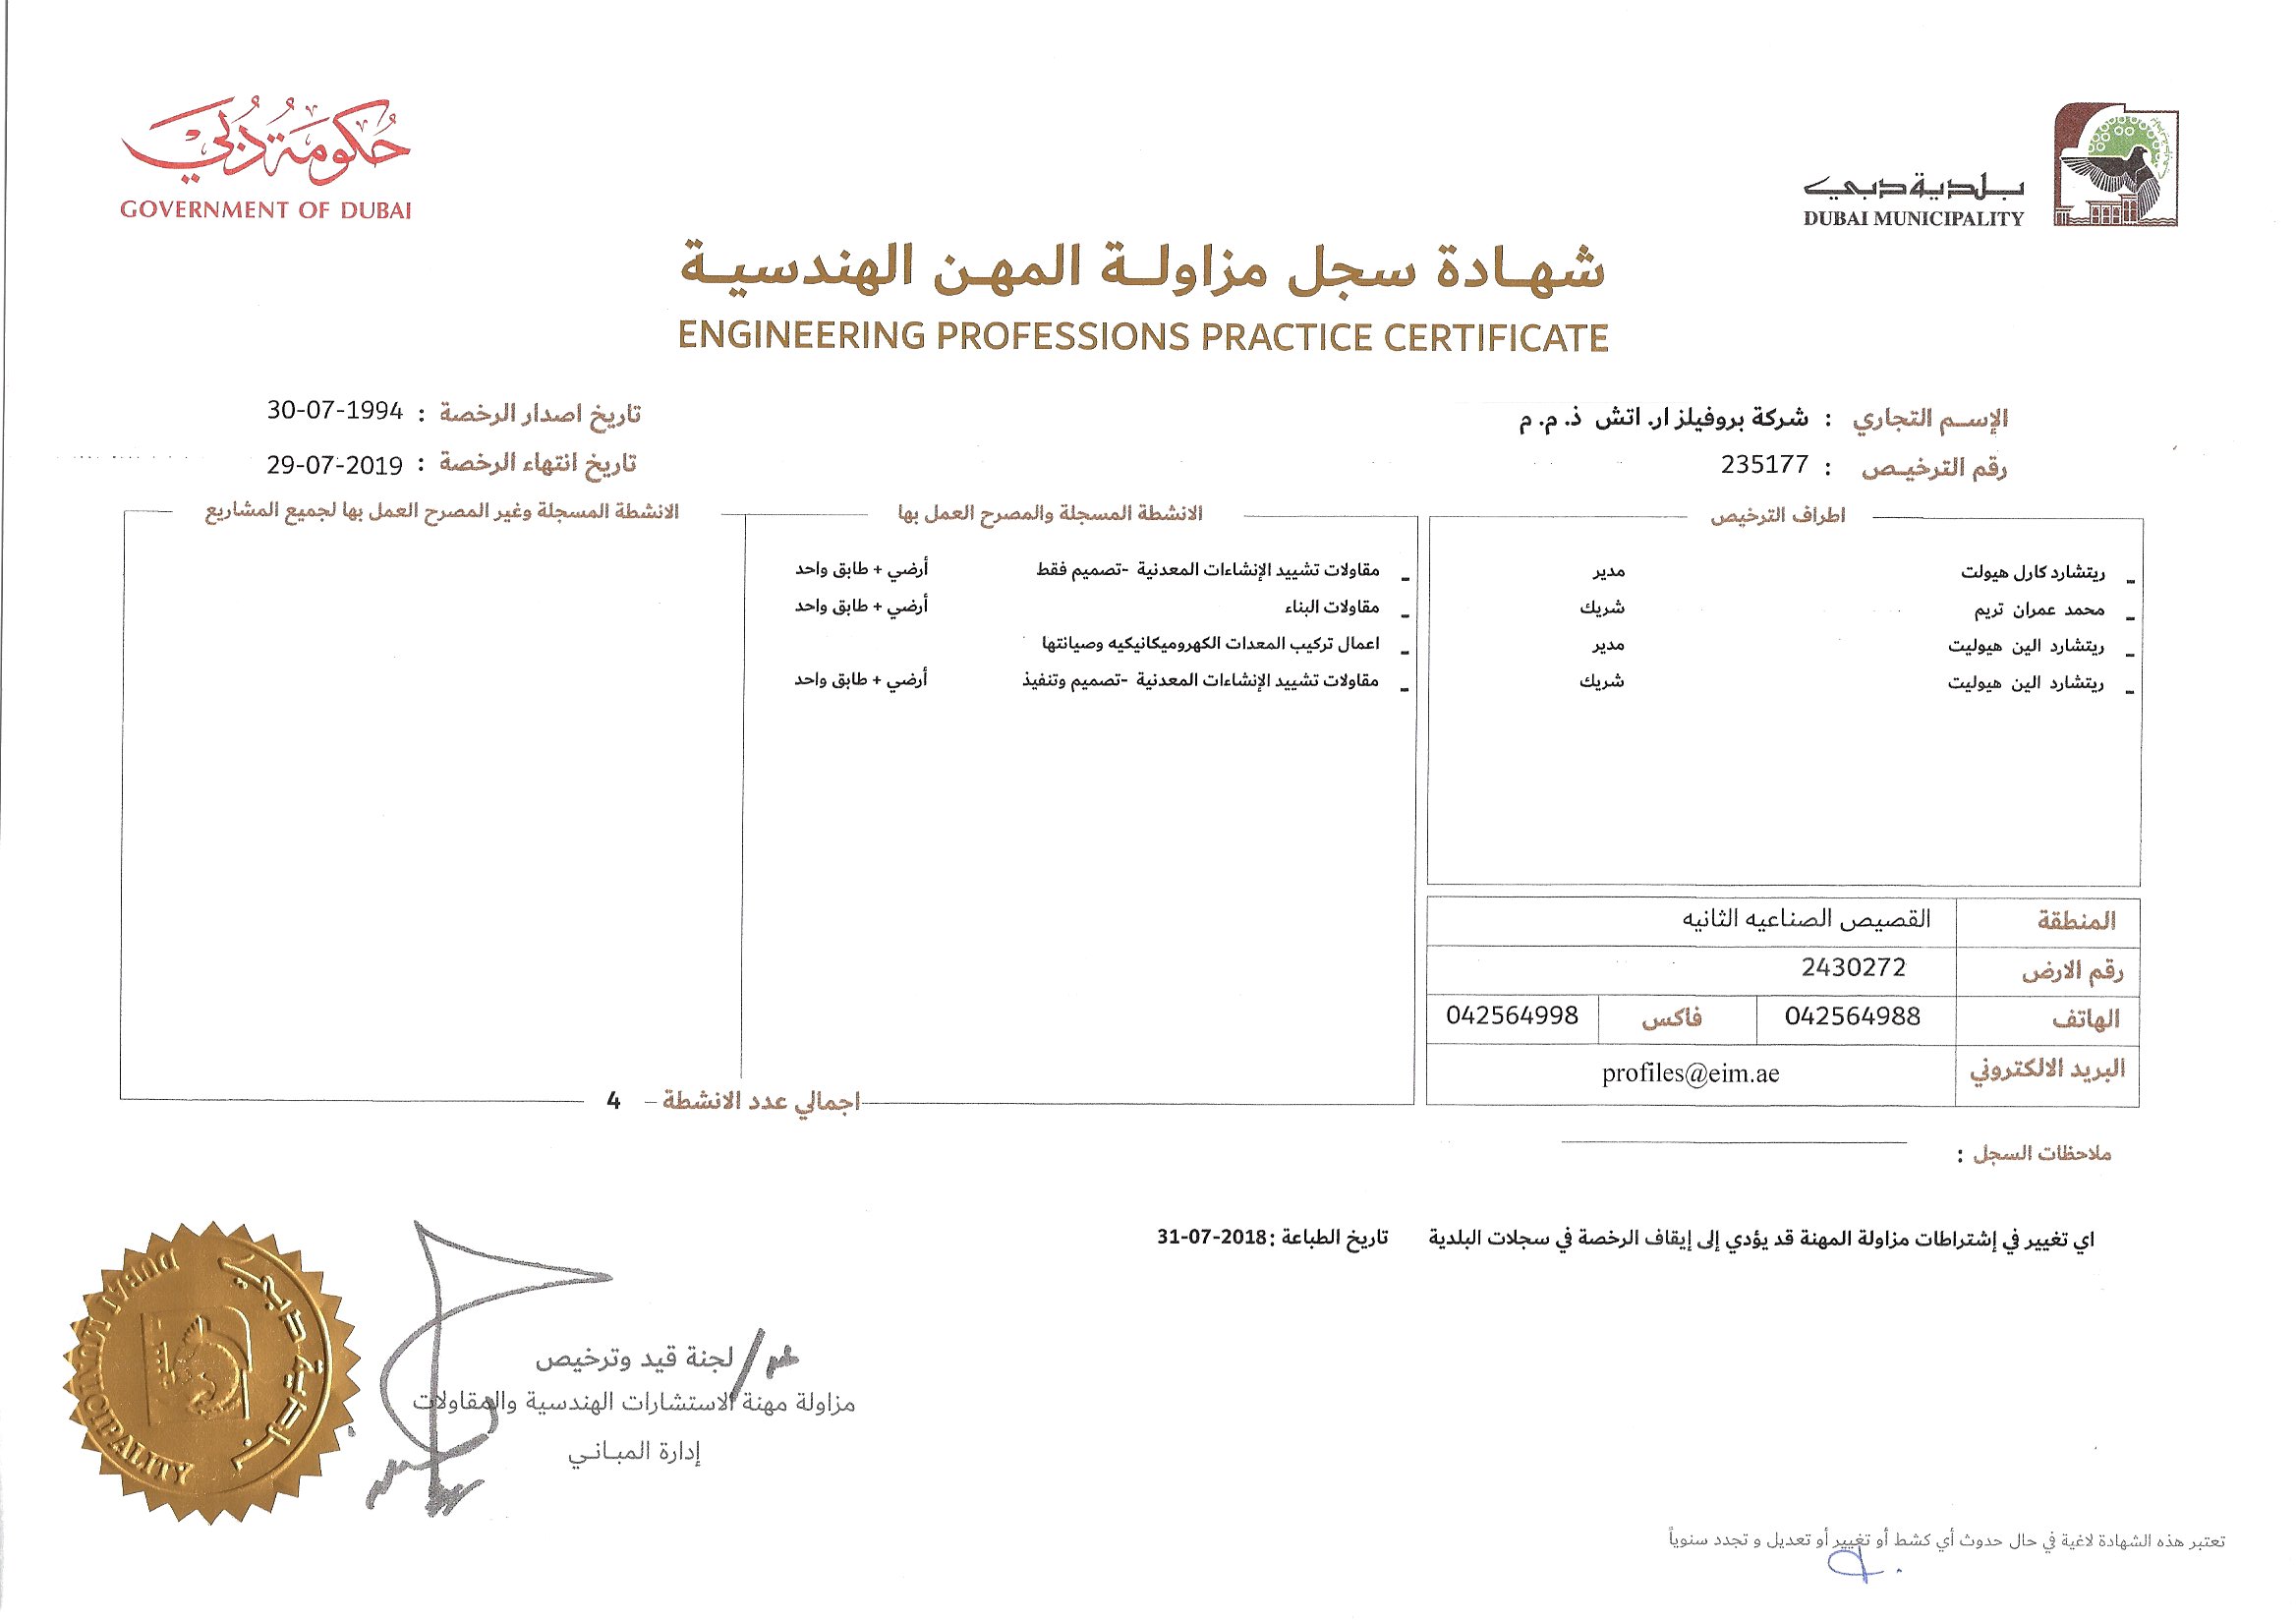 حكومة دبي
GOVERNMENT OF DUBAI
بلدية دبي
DUBAI MUNICIPALITY
شهادة سجل مزاولة المهن الهندسية
ENGINEERING PROFESSIONS PRACTICE CERTIFICATE
الإسم التجاري : شركة بروفيلز ار. اتش ذ. م. م
تاريخ اصدار الرخصة : 30-07-1994
رقم الترخيص : 235177
تاريخ انتهاء الرخصة : 29-07-2019
اطراف الترخيص
ريتشارد كارل هيولت مدير
محمد عمران تريم شريك
ريتشارد الين هيوليت مدير
ريتشارد الين هيوليت شريك
الانشطة المسجلة والمصرح العمل بها
مقاولات تشييد الإنشاءات المعدنية -تصميم فقط أرضي + طابق واحد
مقاولات البناء أرضي + طابق واحد
اعمال تركيب المعدات الكهروميكانيكيه وصيانتها
مقاولات تشييد الإنشاءات المعدنية -تصميم وتنفيذ أرضي + طابق واحد
الانشطة المسجلة وغير المصرح العمل بها لجميع المشاريع
المنطقة القصيص الصناعيه الثانيه
رقم الارض 2430272
الهاتف 042564988 فاكس 042564998
البريد الالكتروني profiles@eim.ae
اجمالي عدد الانشطة – 4
ملاحظات السجل :
اي تغيير في إشتراطات مزاولة المهنة قد يؤدي إلى إيقاف الرخصة في سجلات البلدية تاريخ الطباعة :31-07-2018
لجنة قيد وترخيص
مزاولة مهنة الاستشارات الهندسية والمقاولات
إدارة المباني
بلدية دبي
DUBAI MUNICIPALITY
تعتبر هذه الشهادة لاغية في حال حدوث أي كشط أو تغيير أو تعديل و تجدد سنوياً